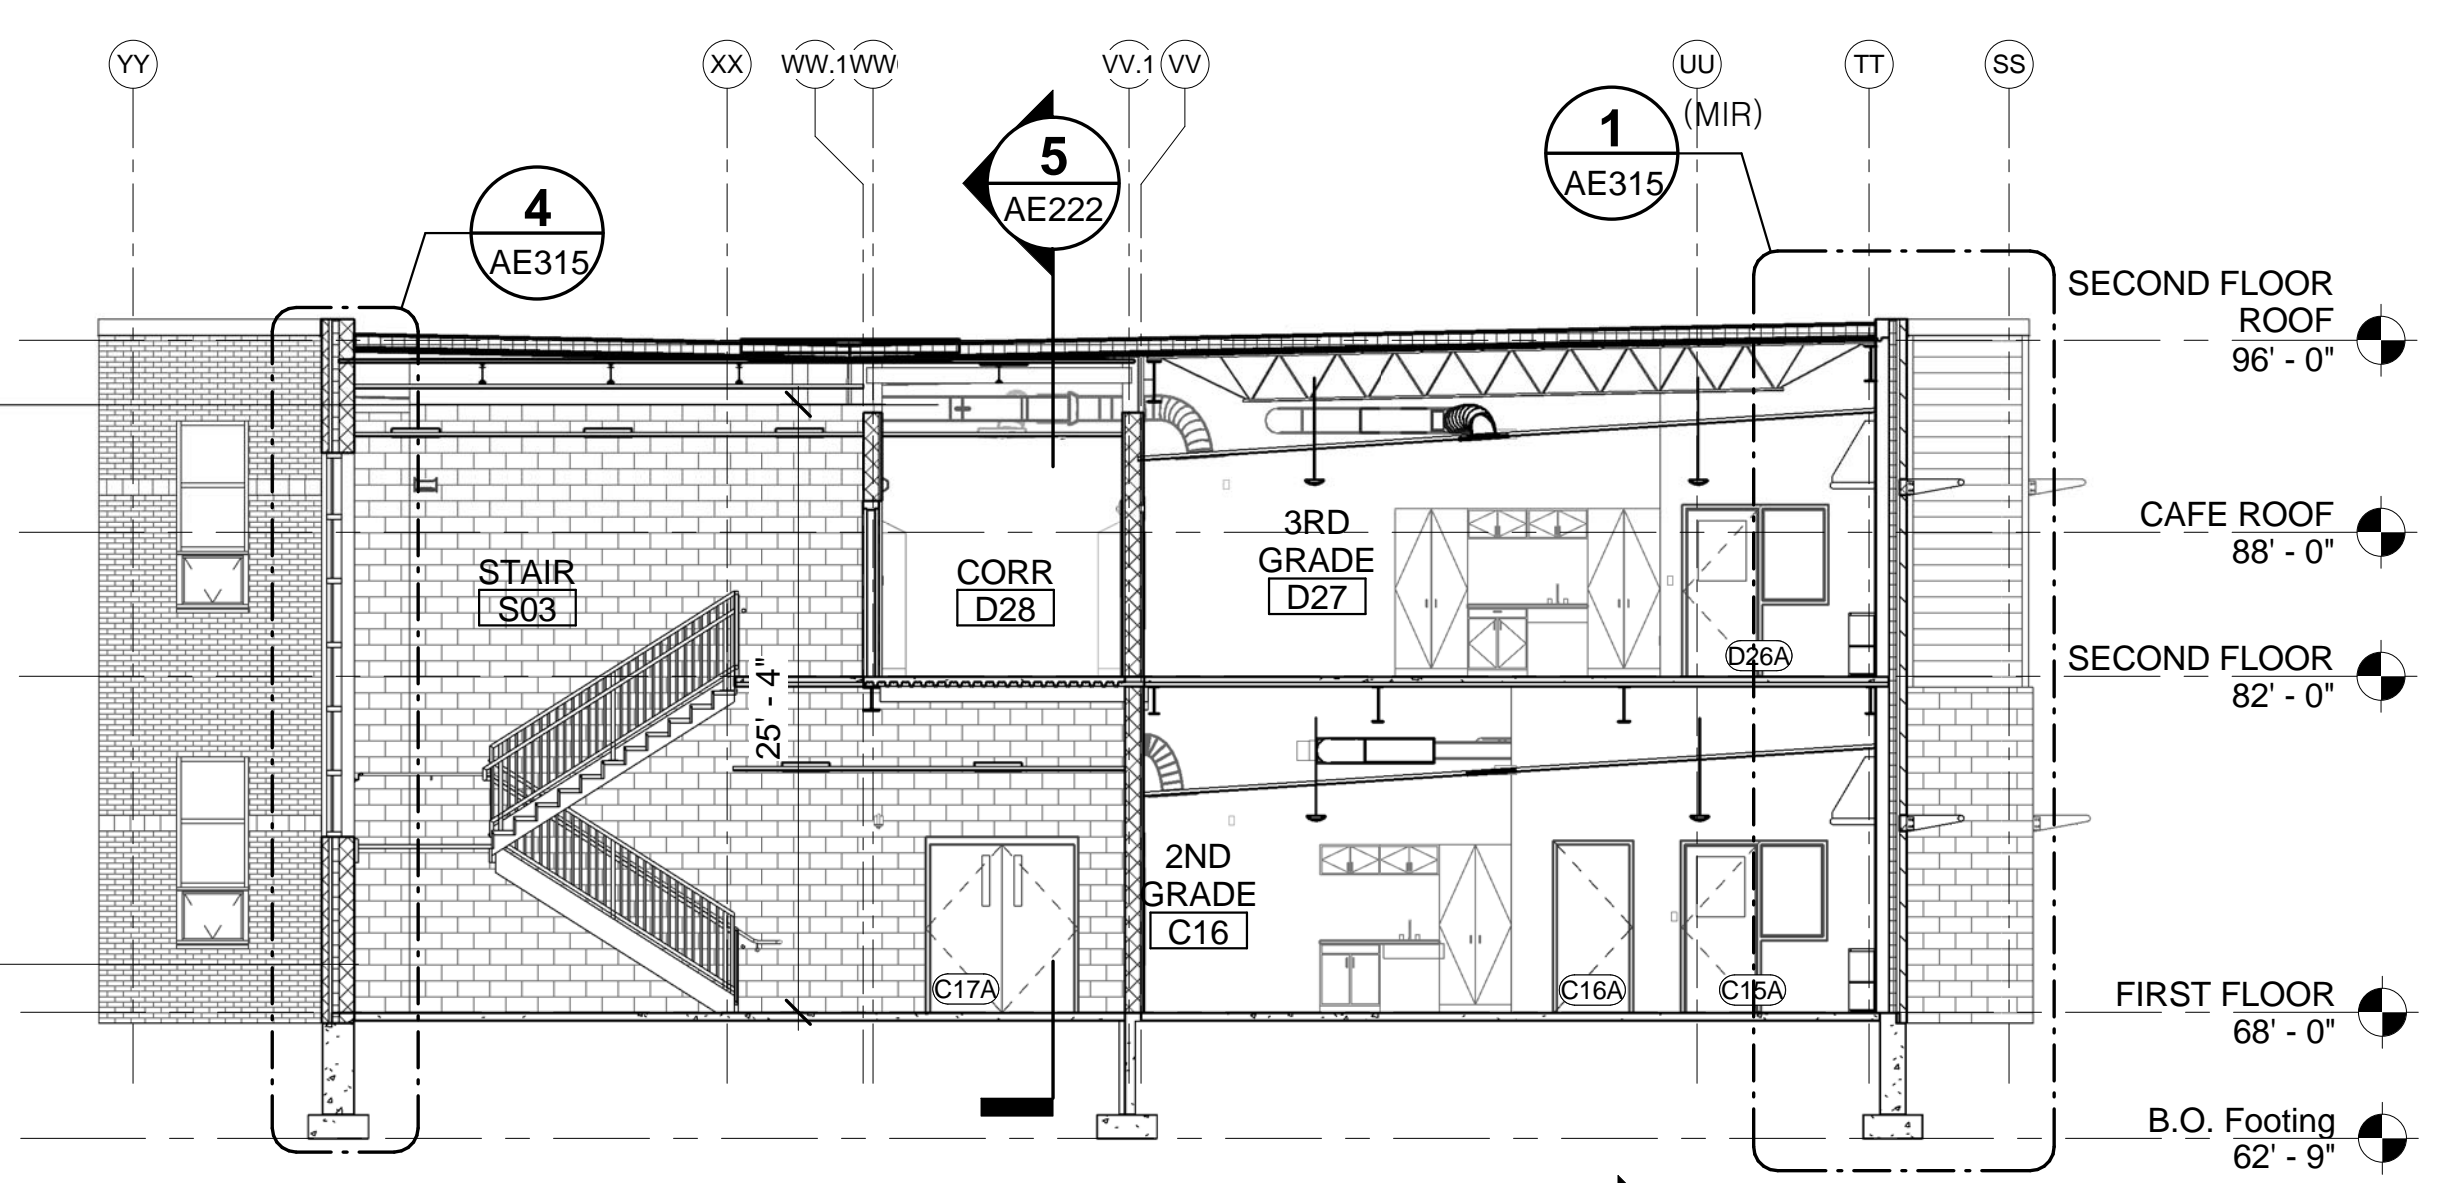 YY
XX
WW.1
WW
VV.1
VV
UU
TT
SS
(MIR)
1
AE315
5
AE222
4
AE315
SECOND FLOOR
ROOF
96' - 0"
CAFE ROOF
88' - 0"
3RD
GRADE
D27
STAIR
S03
CORR
D28
D26A
SECOND FLOOR
82' - 0"
25' - 4"
2ND
GRADE
C16
C17A
C16A
C15A
FIRST FLOOR
68' - 0"
B.O. Footing
62' - 9"